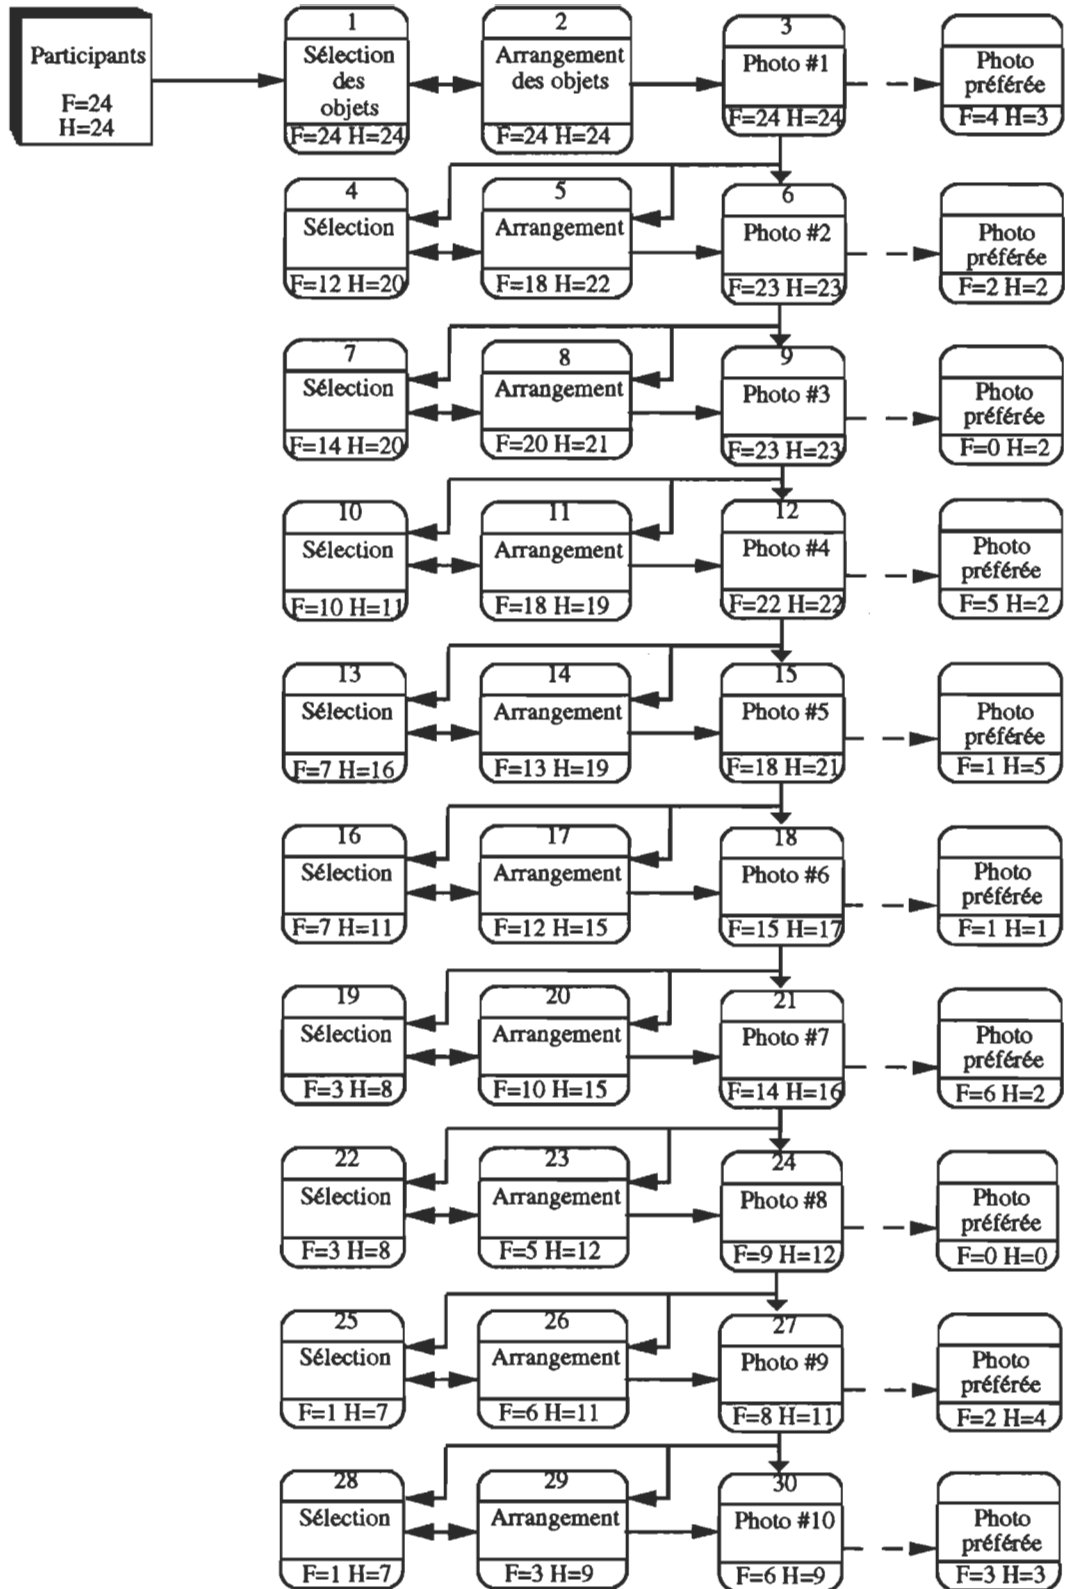 Participants
F=24
H=24
1
Sélection
des
objets
F=24 H=24
2
Arrangement
des objets
F=24 H=24
3
Photo #1
F=24 H=24
Photo
préférée
F=4 H=3
4
Sélection
F=12 H=20
5
Arrangement
F=18 H=22
6
Photo #2
F=23 H=23
Photo
préférée
F=2 H=2
7
Sélection
F=14 H=20
8
Arrangement
F=20 H=21
9
Photo #3
F=23 H=23
Photo
préférée
F=0 H=2
10
Sélection
F=10 H=11
11
Arrangement
F=18 H=19
12
Photo #4
F=22 H=22
Photo
préférée
F=5 H=2
13
Sélection
F=7 H=16
14
Arrangement
F=13 H=19
15
Photo #5
F=18 H=21
Photo
préférée
F=1 H=5
16
Sélection
F=7 H=11
17
Arrangement
F=12 H=15
18
Photo #6
F=15 H=17
Photo
préférée
F=1 H=1
19
Sélection
F=3 H=8
20
Arrangement
F=10 H=15
21
Photo #7
F=14 H=16
Photo
préférée
F=6 H=2
22
Sélection
F=3 H=8
23
Arrangement
F=5 H=12
24
Photo #8
F=9 H=12
Photo
préférée
F=0 H=0
25
Sélection
F=1 H=7
26
Arrangement
F=6 H=11
27
Photo #9
F=8 H=11
Photo
préférée
F=2 H=4
28
Sélection
F=1 H=7
29
Arrangement
F=3 H=9
30
Photo #10
F=6 H=9
Photo
préférée
F=3 H=3